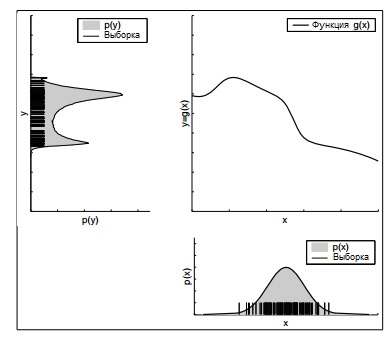 p(y)
Выборка
y
p(y)
Функция g(x)
y=g(x)
x
p(x)
Выборка
p(x)
x